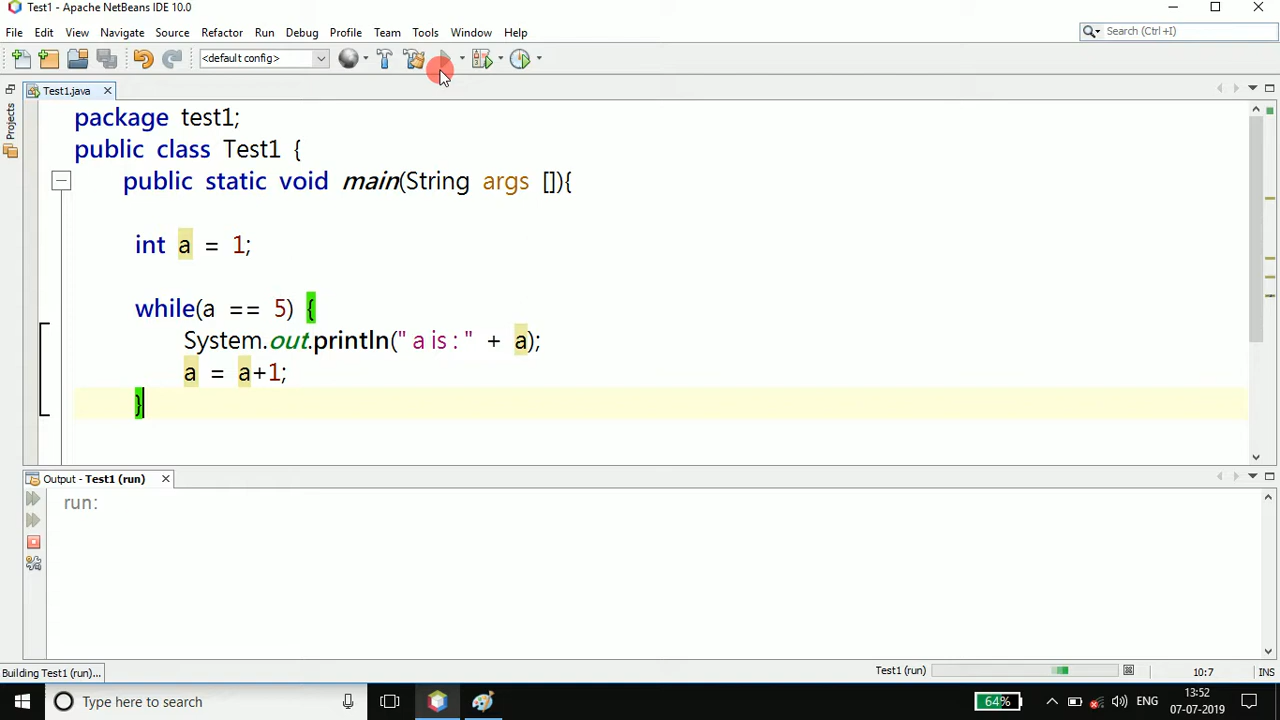 Test1 - Apache NetBeans IDE 10.0
File Edit View Navigate Source Refactor Run Debug Profile Team Tools Window Help
Search (Ctrl+I)
<default config>
Test1.java
Projects
package test1;
public class Test1 {
public static void main(String args []){
int a = 1;
while(a == 5) {
System.out.println(" a is : " + a);
a = a+1;
}
Output - Test1 (run)
run:
Building Test1 (run)...
Test1 (run)
10:7
INS
Type here to search
64%
ENG
13:52
07-07-2019